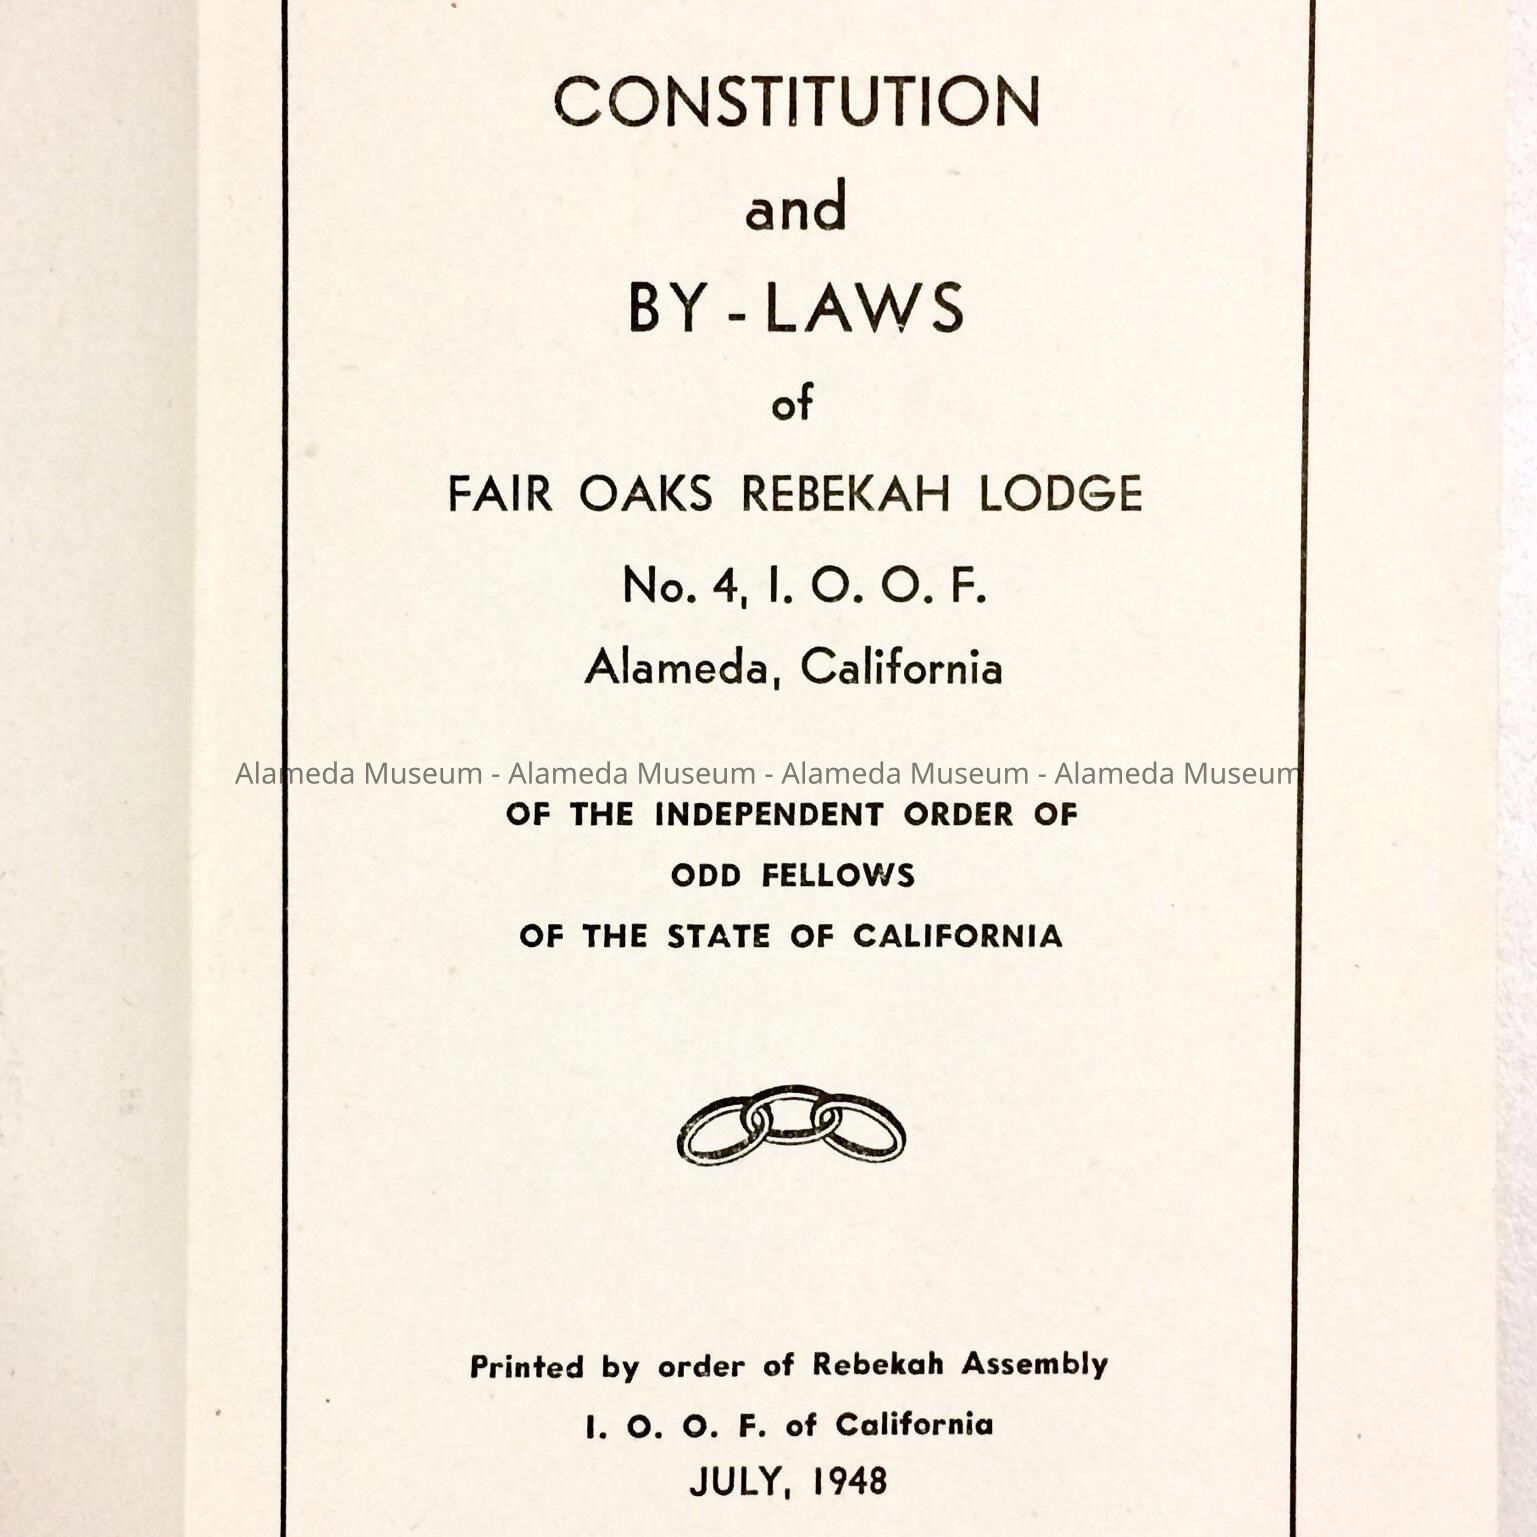 CONSTITUTION
and
BY-LAWS
of
FAIR OAKS REBEKAH LODGE
No. 4, I. O. O. F.
Alameda, California
Alameda Museum - Alameda Museum - Alameda Museum - Alameda Museum
OF THE INDEPENDENT ORDER OF
ODD FELLOWS
OF THE STATE OF CALIFORNIA
Printed by order of Rebekah Assembly
I. O. O. F. of California
JULY, 1948